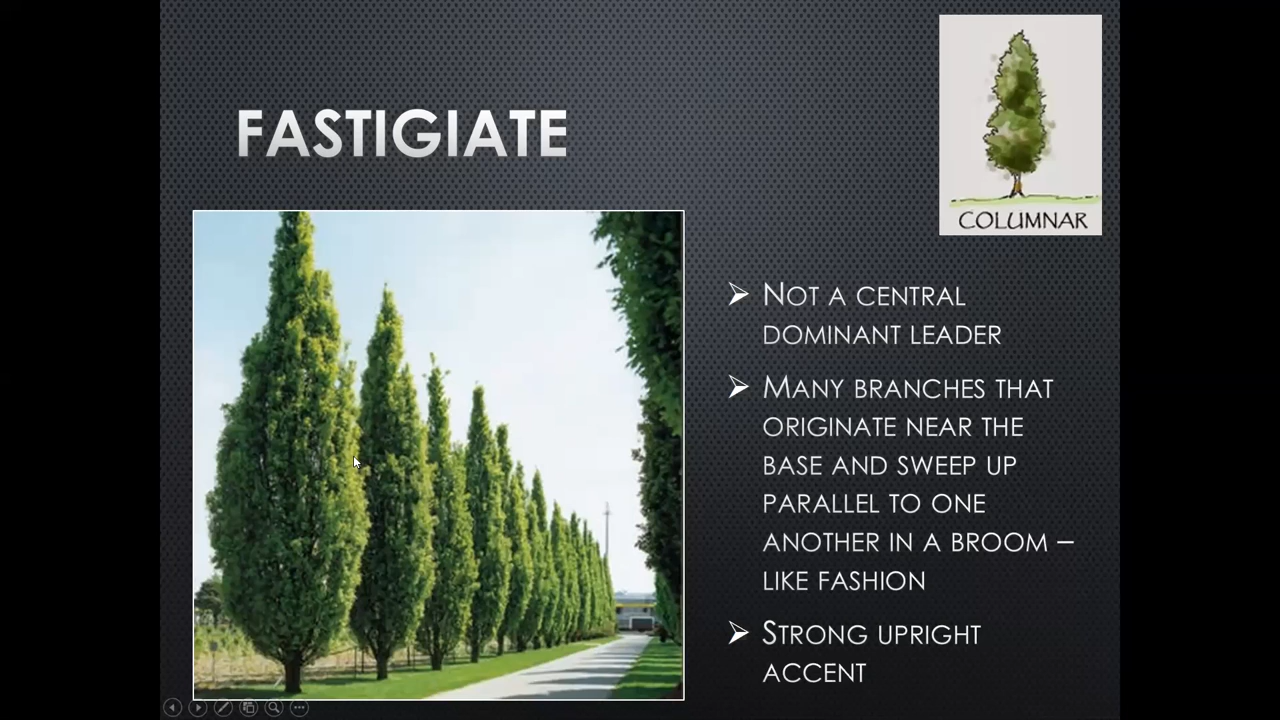 FASTIGIATE
COLUMNAR
NOT A CENTRAL
DOMINANT LEADER
MANY BRANCHES THAT
ORIGINATE NEAR THE
BASE AND SWEEP UP
PARALLEL TO ONE
ANOTHER IN A BROOM –
LIKE FASHION
STRONG UPRIGHT
ACCENT